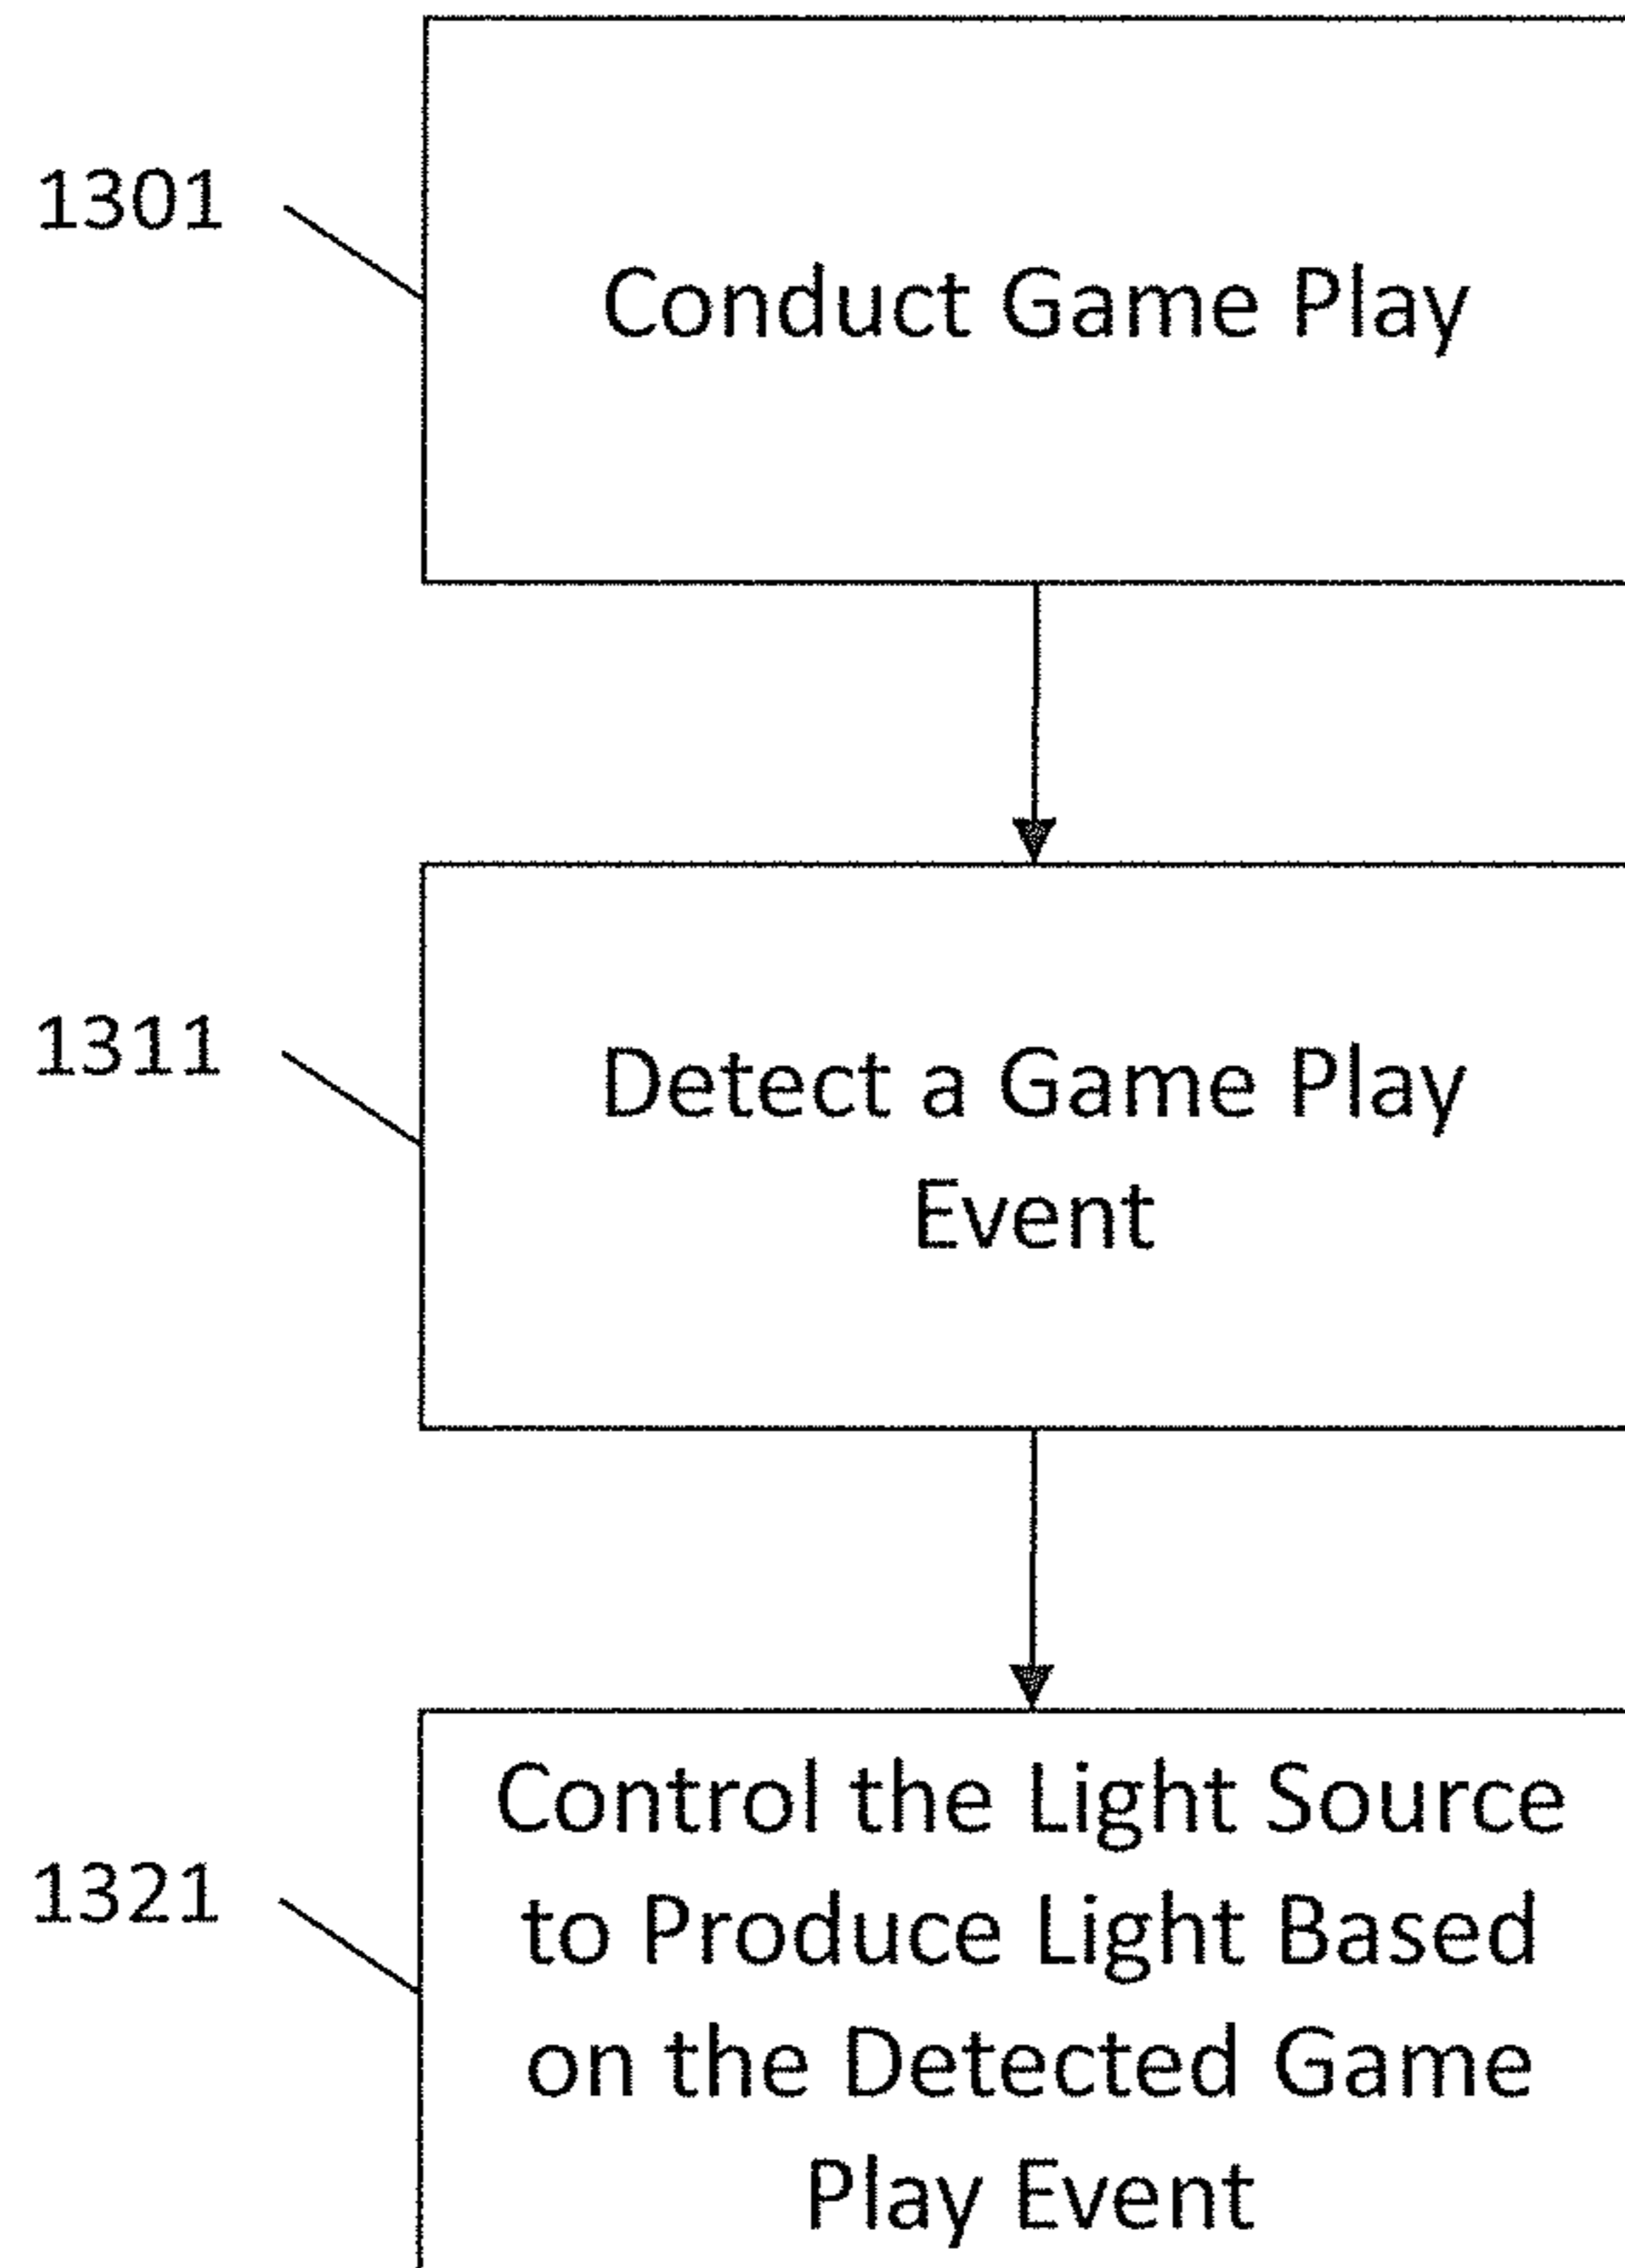 1301
Conduct Game Play
1311
Detect a Game Play
Event
1321
Control the Light Source
to Produce Light Based
on the Detected Game
Play Event